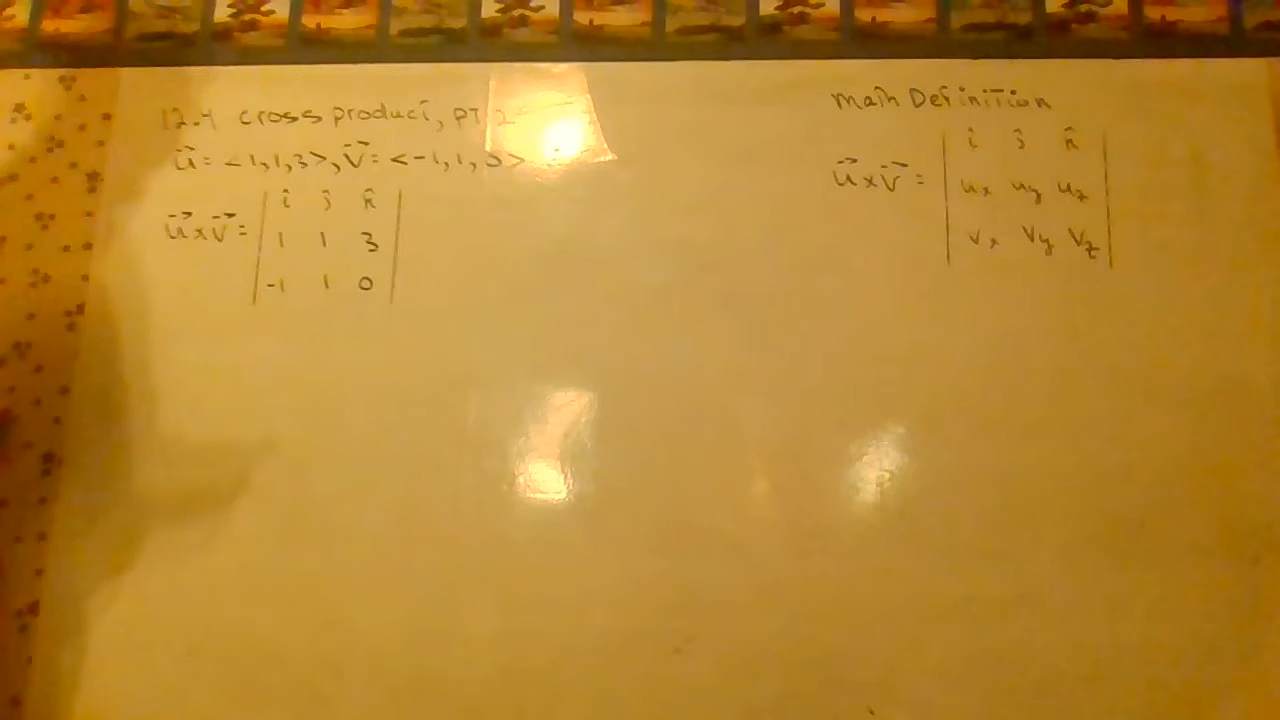 12.4 cross product, pt 2
u⃗ = <1,1,3>, v⃗ = <-1,1,0>
u⃗ x v⃗ =
î ĵ k̂
1 1 3
-1 1 0
Math Definition
u⃗ x v⃗ =
î ĵ k̂
ux uy uz
vx vy vz